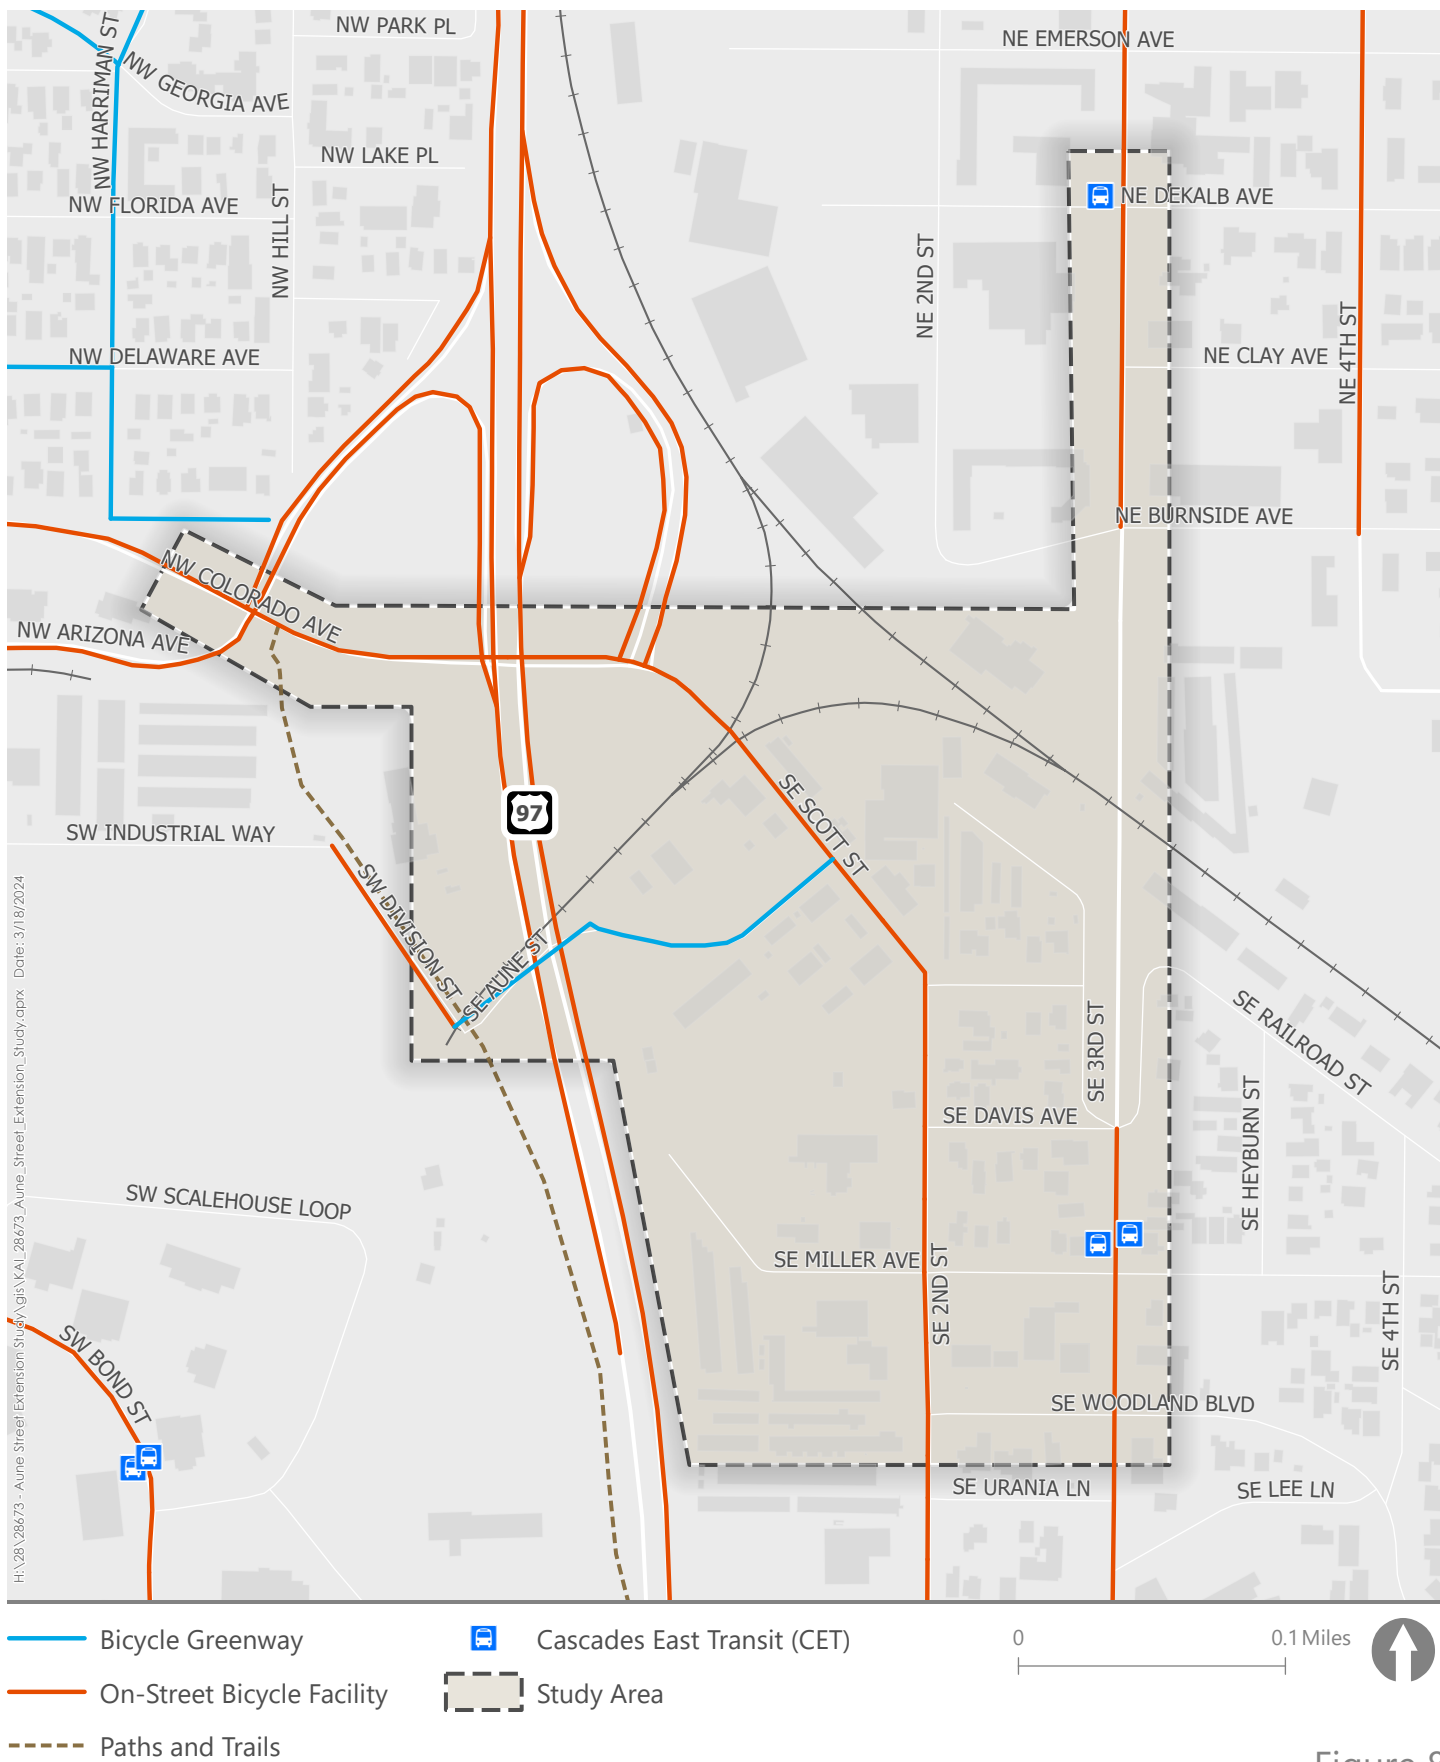 NW PARK PL
NE EMERSON AVE
NW HARRIMAN ST
NW GEORGIA AVE
NW LAKE PL
NW FLORIDA AVE
NW HILL ST
NE DEKALB AVE
NE 2ND ST
NE 4TH ST
NW DELAWARE AVE
NE CLAY AVE
NE BURNSIDE AVE
NW COLORADO AVE
NW ARIZONA AVE
97
SE SCOTT ST
SW INDUSTRIAL WAY
SW DIVISION ST
SE AUNE ST
SE 3RD ST
SE RAILROAD ST
SE DAVIS AVE
SE HEYBURN ST
SW SCALEHOUSE LOOP
SE MILLER AVE
SE 2ND ST
SE 4TH ST
SW BOND ST
SE WOODLAND BLVD
SE URANIA LN
SE LEE LN
H:\28\28673 - Aune Street Extension Study\gis\KAI_28673_Aune_Street_Extension_Study.aprx Date: 3/18/2024
Bicycle Greenway
On-Street Bicycle Facility
Paths and Trails
Cascades East Transit (CET)
Study Area
0 0.1 Miles
Figure